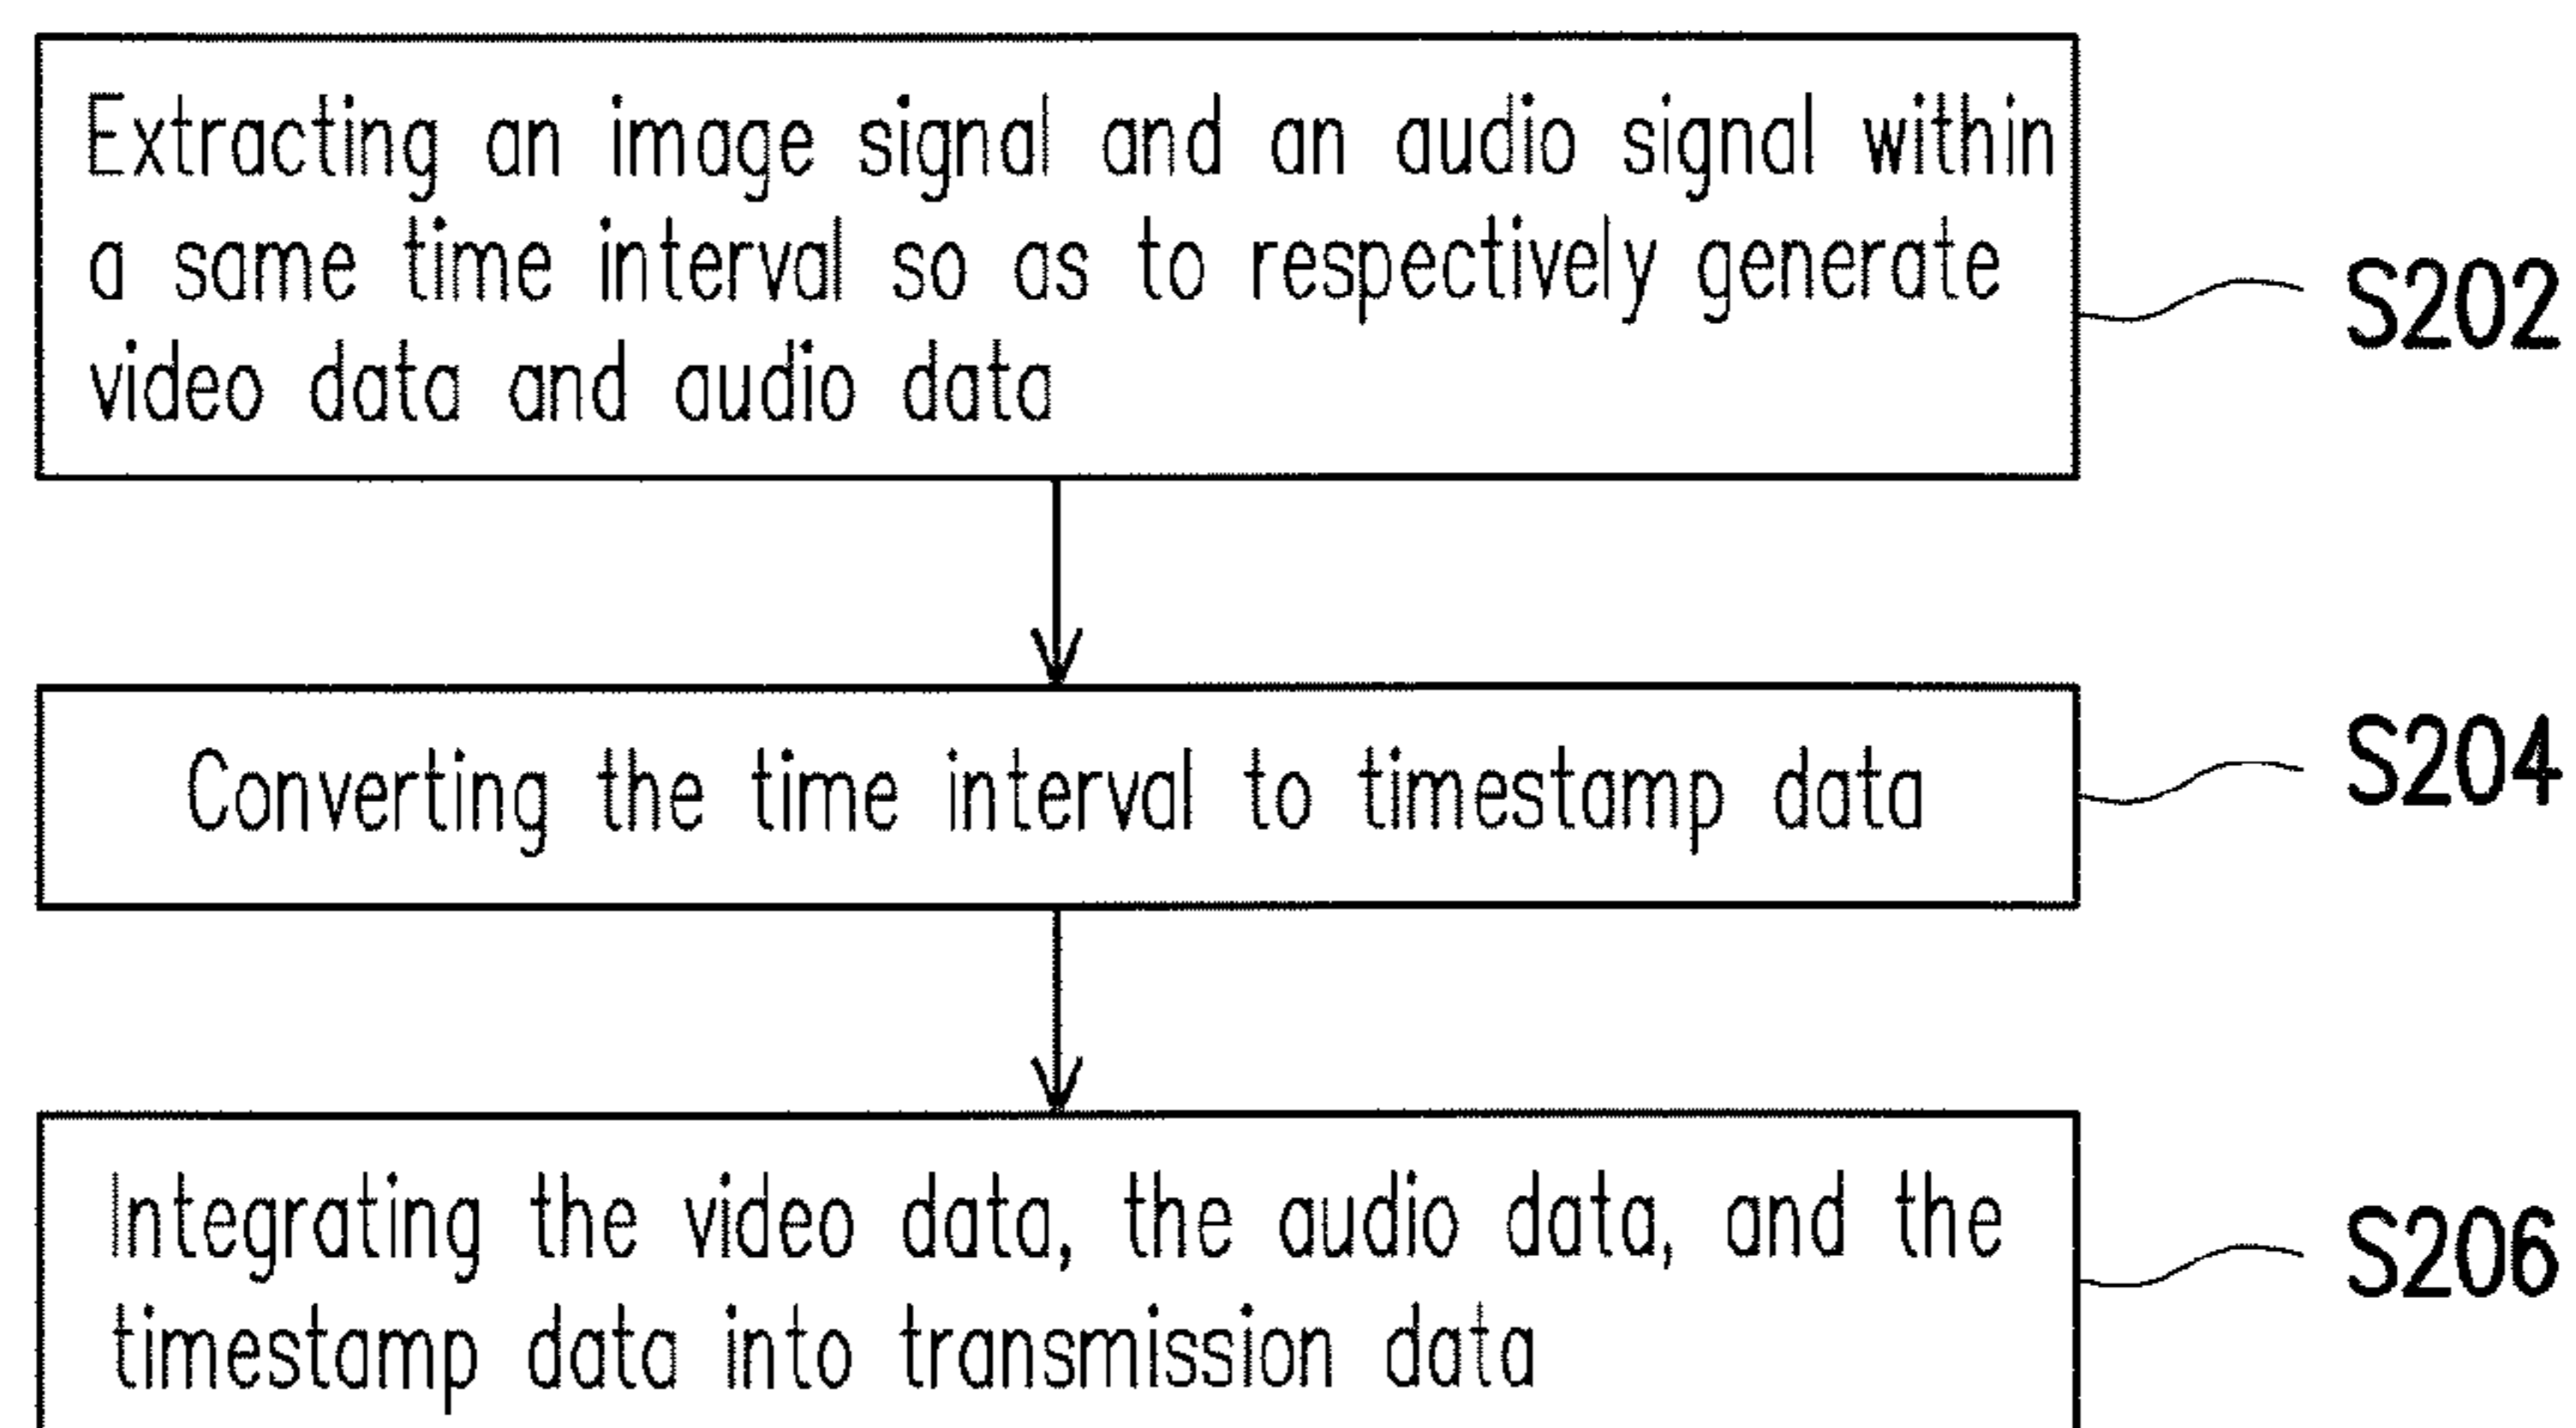 Extracting an image signal and an audio signal within
a same time interval so as to respectively generate
video data and audio data
S202
Converting the time interval to timestamp data
S204
Integrating the video data, the audio data, and the
timestamp data into transmission data
S206